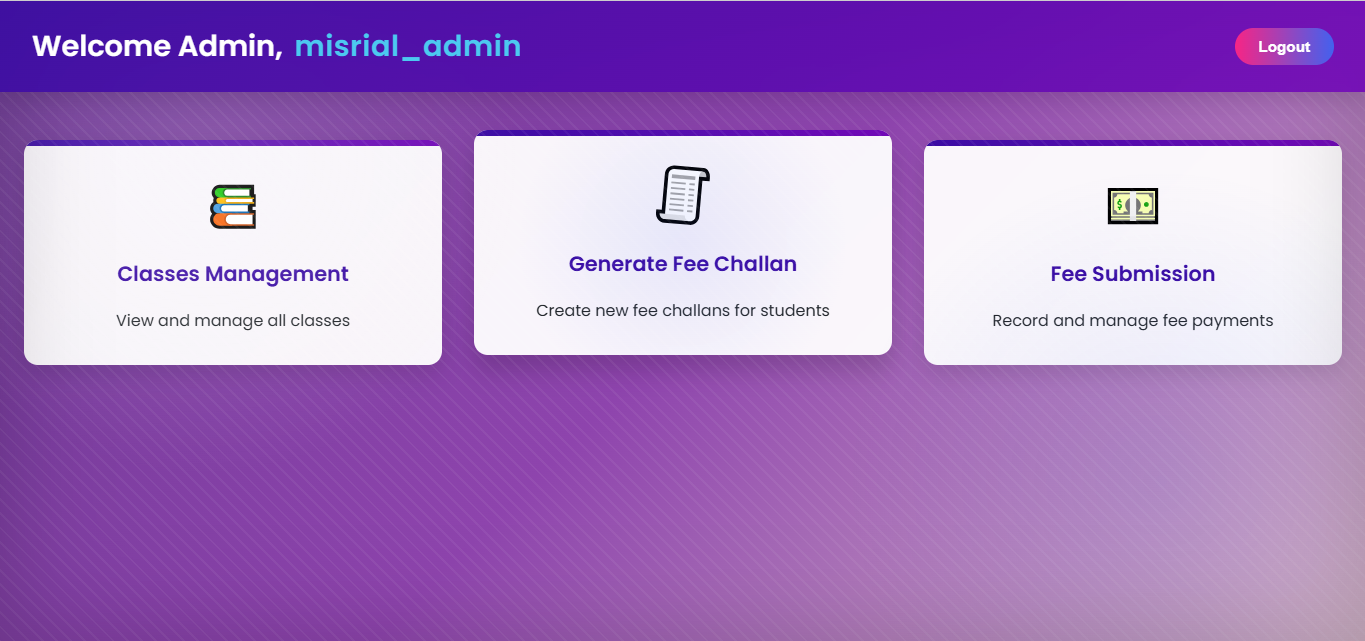 Welcome Admin, misrial_admin
Logout
Classes Management
View and manage all classes
Generate Fee Challan
Create new fee challans for students
Fee Submission
Record and manage fee payments